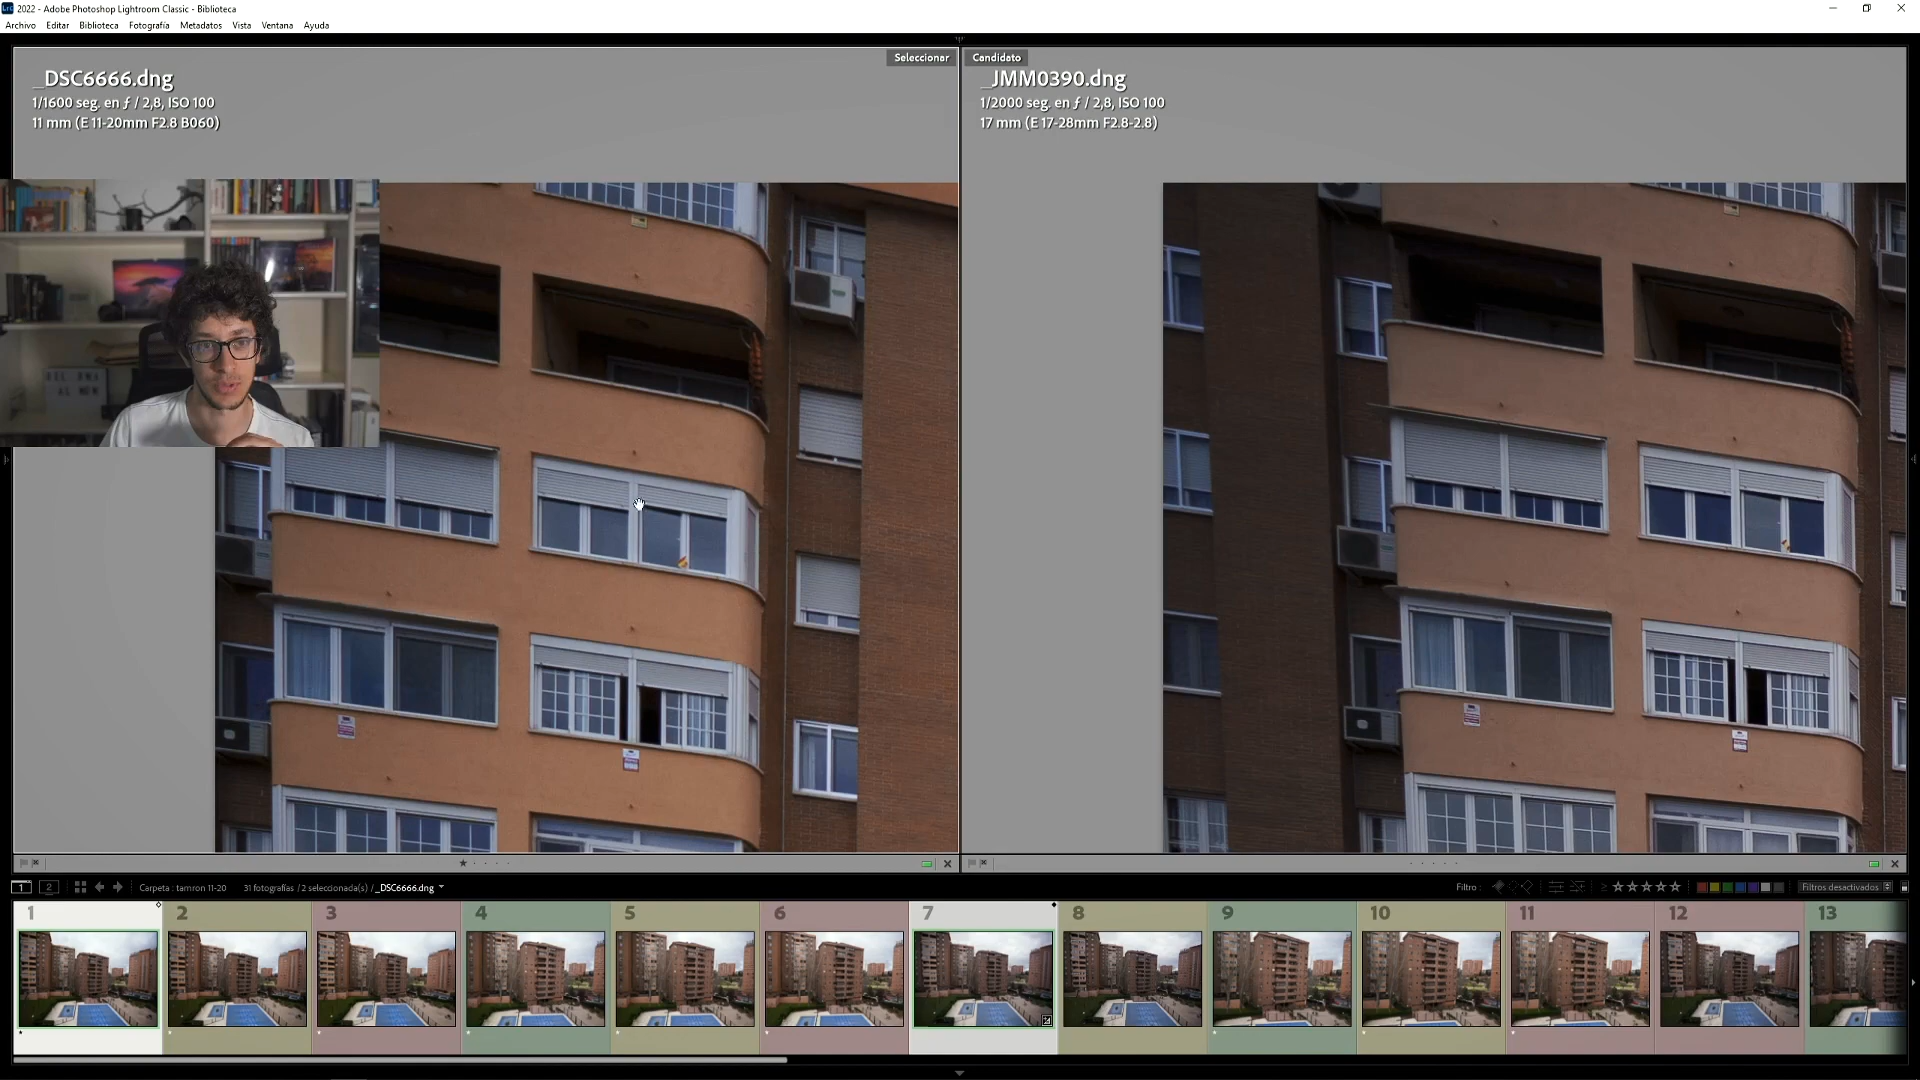 2022 - Adobe Photoshop Lightroom Classic - Biblioteca
Archivo Editar Biblioteca Fotografía Metadatos Vista Ventana Ayuda
Seleccionar
_DSC6666.dng
1/1600 seg. en ƒ / 2,8, ISO 100
11 mm (E 11-20mm F2.8 B060)
Candidato
_JMM0390.dng
1/2000 seg. en ƒ / 2,8, ISO 100
17 mm (E 17-28mm F2.8-2.8)
1 2 Carpeta : tamron 11-20 31 fotografías / 2 seleccionada(s) / _DSC6666.dng Filtro : Filtros desactivados
1 2 3 4 5 6 7 8 9 10 11 12 13